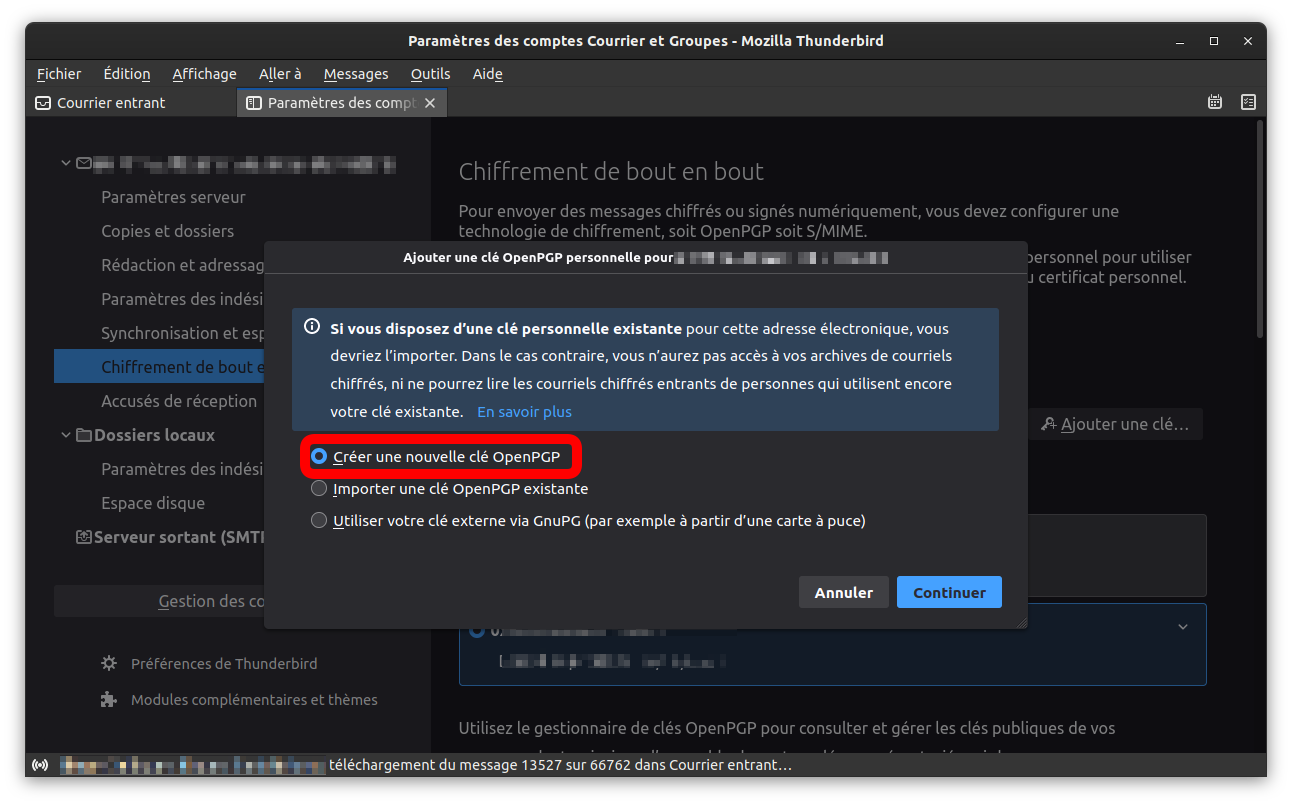 Paramètres des comptes Courrier et Groupes - Mozilla Thunderbird
Fichier Édition Affichage Aller à Messages Outils Aide
Courrier entrant
Paramètres des compt
Paramètres serveur
Copies et dossiers
Rédaction et adressag
Paramètres des indési
Synchronisation et esp
Chiffrement de bout e
Accusés de réception
Dossiers locaux
Paramètres des indési
Espace disque
Serveur sortant (SMT
Gestion des co
Préférences de Thunderbird
Modules complémentaires et thèmes
Chiffrement de bout en bout
Pour envoyer des messages chiffrés ou signés numériquement, vous devez configurer une
technologie de chiffrement, soit OpenPGP soit S/MIME.
personnel pour utiliser
certificat personnel.
Ajouter une clé…
Ajouter une clé OpenPGP personnelle pour
Si vous disposez d’une clé personnelle existante pour cette adresse électronique, vous
devriez l’importer. Dans le cas contraire, vous n’aurez pas accès à vos archives de courriels
chiffrés, ni ne pourrez lire les courriels chiffrés entrants de personnes qui utilisent encore
votre clé existante. En savoir plus
Créer une nouvelle clé OpenPGP
Importer une clé OpenPGP existante
Utiliser votre clé externe via GnuPG (par exemple à partir d’une carte à puce)
Annuler
Continuer
Utilisez le gestionnaire de clés OpenPGP pour consulter et gérer les clés publiques de vos
téléchargement du message 13527 sur 66762 dans Courrier entrant…